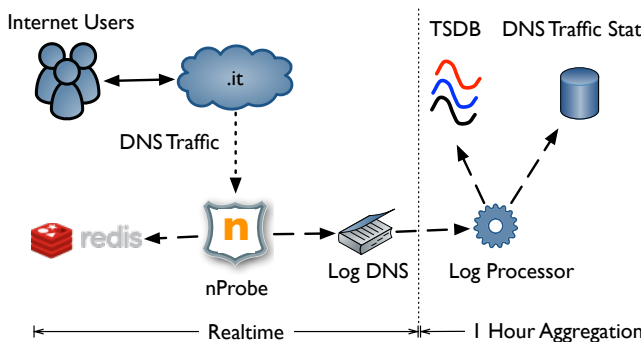 Internet Users
TSDB
DNS Traffic Stat
.it
DNS Traffic
redis
n
nProbe
Log DNS
Log Processor
Realtime
1 Hour Aggregation